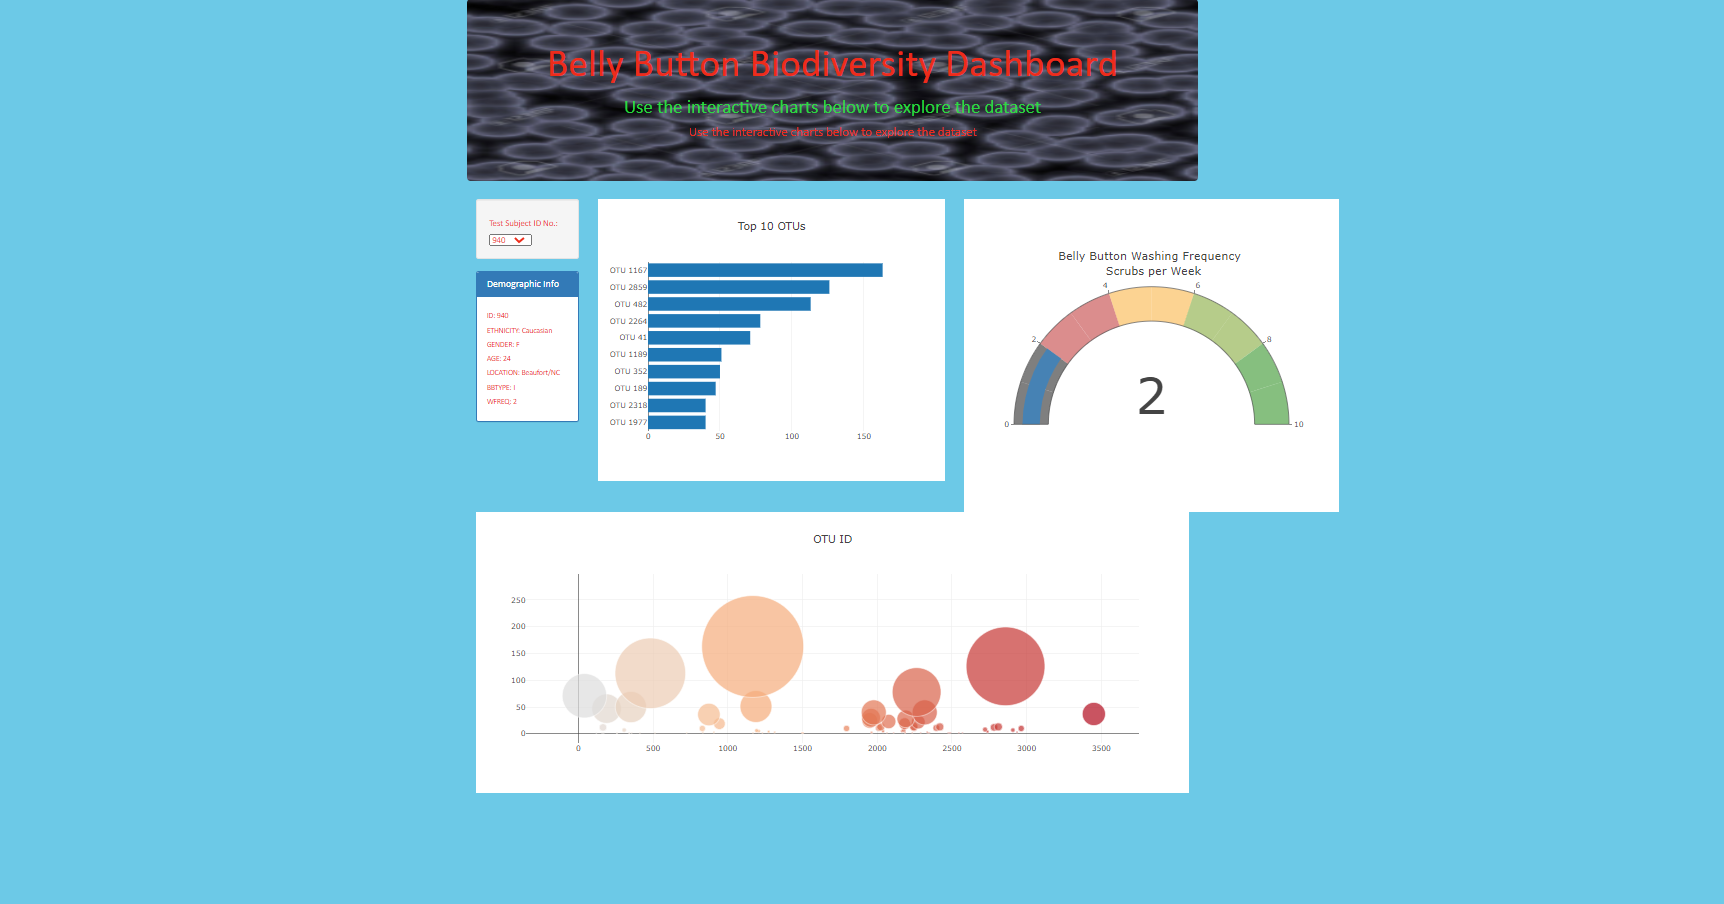 Belly Button Biodiversity Dashboard
Use the interactive charts below to explore the dataset
Use the interactive charts below to explore the dataset
Test Subject ID No.:
940
Demographic Info
ID: 940
ETHNICITY: Caucasian
GENDER: F
AGE: 24
LOCATION: Beaufort/NC
BBTYPE: I
WFREQ: 2
Top 10 OTUs
OTU 1167
OTU 2859
OTU 482
OTU 2264
OTU 41
OTU 1189
OTU 352
OTU 189
OTU 2318
OTU 1977
0 50 100 150
Belly Button Washing Frequency
Scrubs per Week
4 6
2 8
2
0 10
OTU ID
250
200
150
100
50
0
0 500 1000 1500 2000 2500 3000 3500